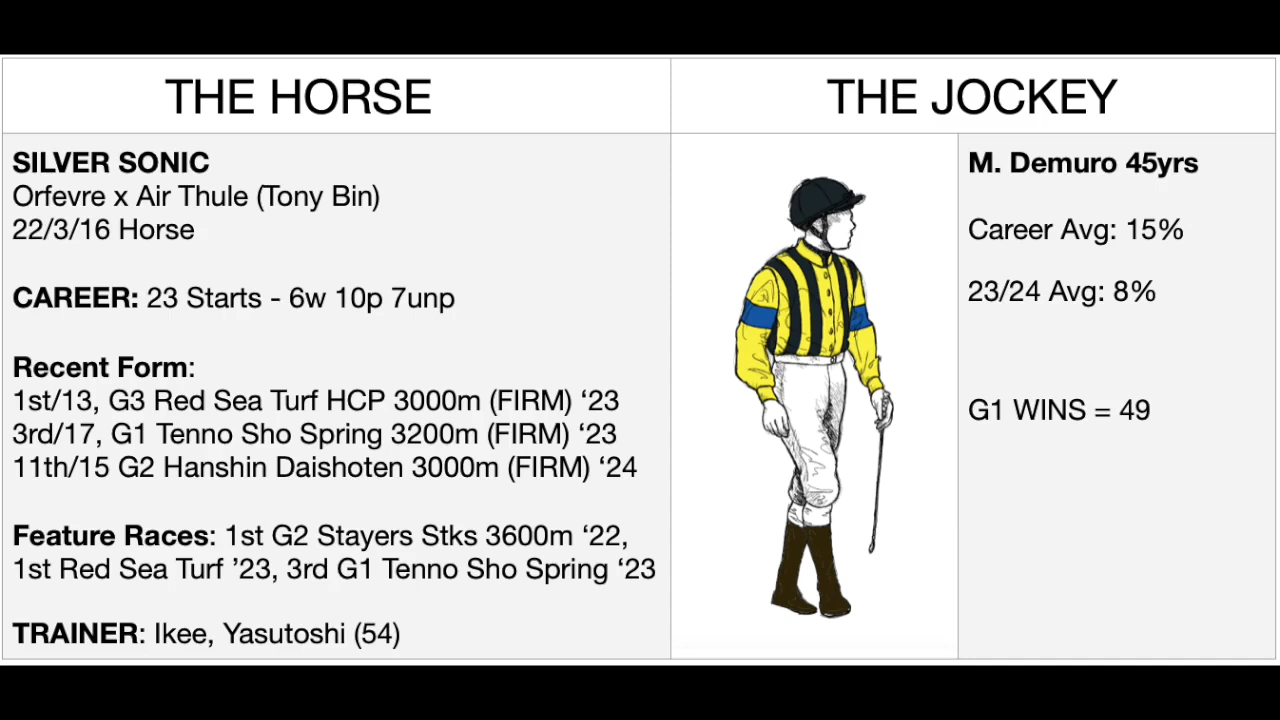 THE HORSE
THE JOCKEY
SILVER SONIC
Orfevre x Air Thule (Tony Bin)
22/3/16 Horse
CAREER: 23 Starts - 6w 10p 7unp
Recent Form:
1st/13, G3 Red Sea Turf HCP 3000m (FIRM) ‘23
3rd/17, G1 Tenno Sho Spring 3200m (FIRM) ‘23
11th/15 G2 Hanshin Daishoten 3000m (FIRM) ‘24
Feature Races: 1st G2 Stayers Stks 3600m ‘22,
1st Red Sea Turf ’23, 3rd G1 Tenno Sho Spring ‘23
TRAINER: Ikee, Yasutoshi (54)
M. Demuro 45yrs
Career Avg: 15%
23/24 Avg: 8%
G1 WINS = 49